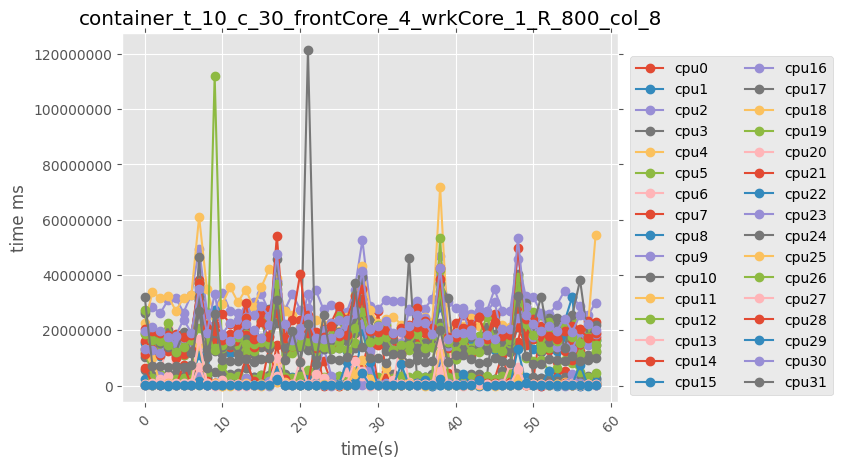 container_t_10_c_30_frontCore_4_wrkCore_1_R_800_col_8
120000000
100000000
80000000
60000000
40000000
20000000
0
time ms
0
10
20
30
40
50
60
time(s)
cpu0
cpu1
cpu2
cpu3
cpu4
cpu5
cpu6
cpu7
cpu8
cpu9
cpu10
cpu11
cpu12
cpu13
cpu14
cpu15
cpu16
cpu17
cpu18
cpu19
cpu20
cpu21
cpu22
cpu23
cpu24
cpu25
cpu26
cpu27
cpu28
cpu29
cpu30
cpu31